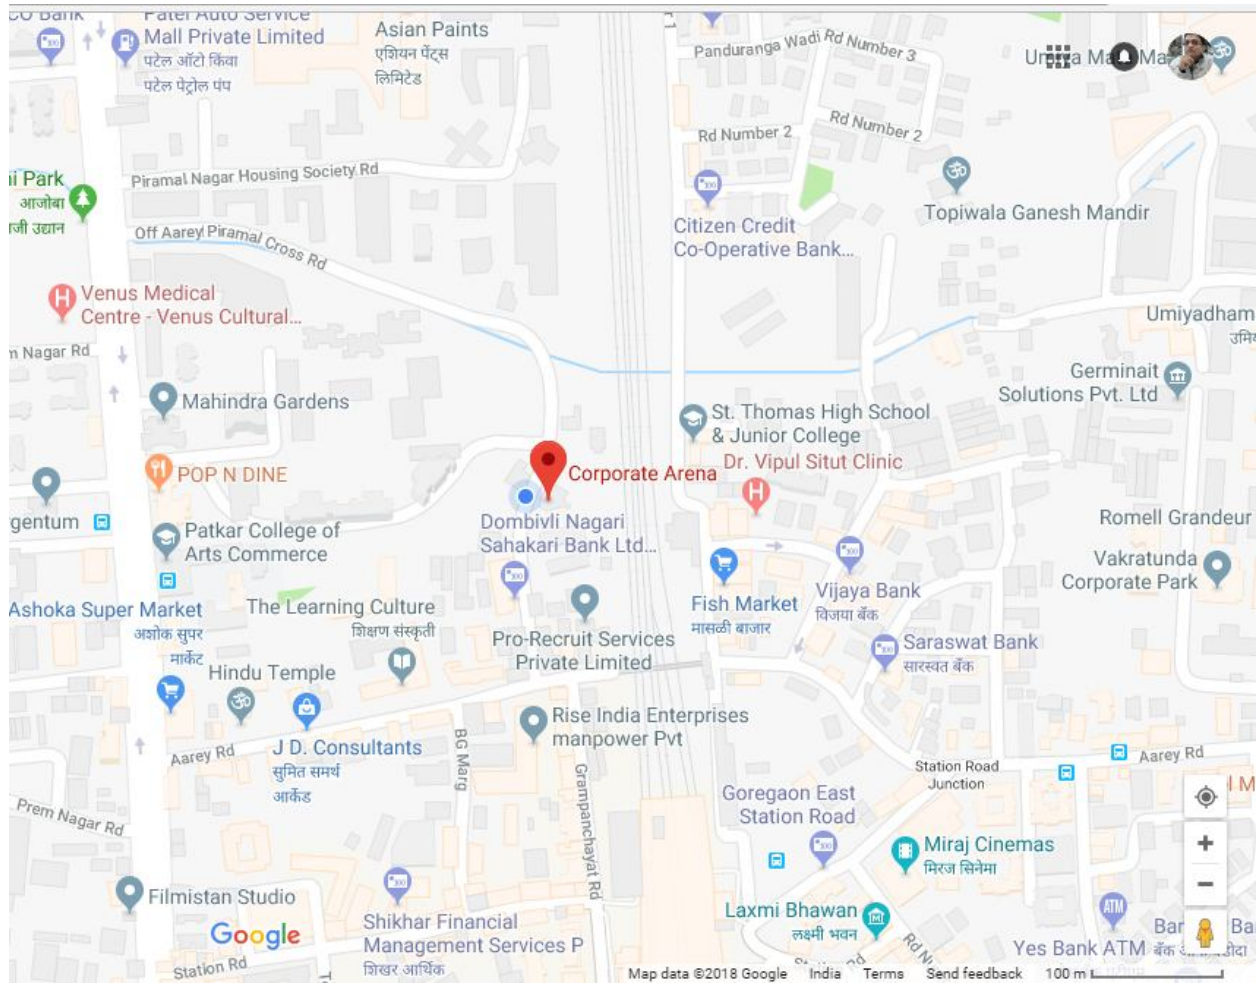 CO Bank
Patel Auto Service
Mall Private Limited
पटेल ऑटो किंवा
पटेल पेट्रोल पंप
Asian Paints
एशियन पेंट्स
लिमिटेड
Panduranga Wadi Rd Number 3
Rd Number 2
Rd Number 2
Piramal Nagar Housing Society Rd
ni Park
आजोबा
जी उद्यान
Citizen Credit
Co-Operative Bank...
Topiwala Ganesh Mandir
Off Aarey Piramal Cross Rd
Venus Medical
Centre - Venus Cultural...
Umiyadham
m Nagar Rd
Germinait
Solutions Pvt. Ltd
Mahindra Gardens
St. Thomas High School
& Junior College
Dr. Vipul Situt Clinic
POP N DINE
Corporate Arena
gentum
Dombivli Nagari
Sahakari Bank Ltd...
Patkar College of
Arts Commerce
Romell Grandeur
Vakratunda
Corporate Park
Vijaya Bank
विजया बँक
Fish Market
मासळी बाजार
Ashoka Super Market
अशोक सुपर
मार्केट
The Learning Culture
शिक्षण संस्कृती
Pro-Recruit Services
Private Limited
Saraswat Bank
सारस्वत बँक
Hindu Temple
Rise India Enterprises
manpower Pvt
J D. Consultants
सुमित समर्थ
आर्केड
Aarey Rd
BG Marg
Grampanchayat Rd
Station Road
Junction
Aarey Rd
Prem Nagar Rd
Goregaon East
Station Road
Miraj Cinemas
मिरज सिनेमा
Filmistan Studio
Shikhar Financial
Management Services P
शिखर आर्थिक
Laxmi Bhawan
लक्ष्मी भवन
ATM
Yes Bank ATM
Google
Station Rd
Map data ©2018 Google India Terms Send feedback 100 m